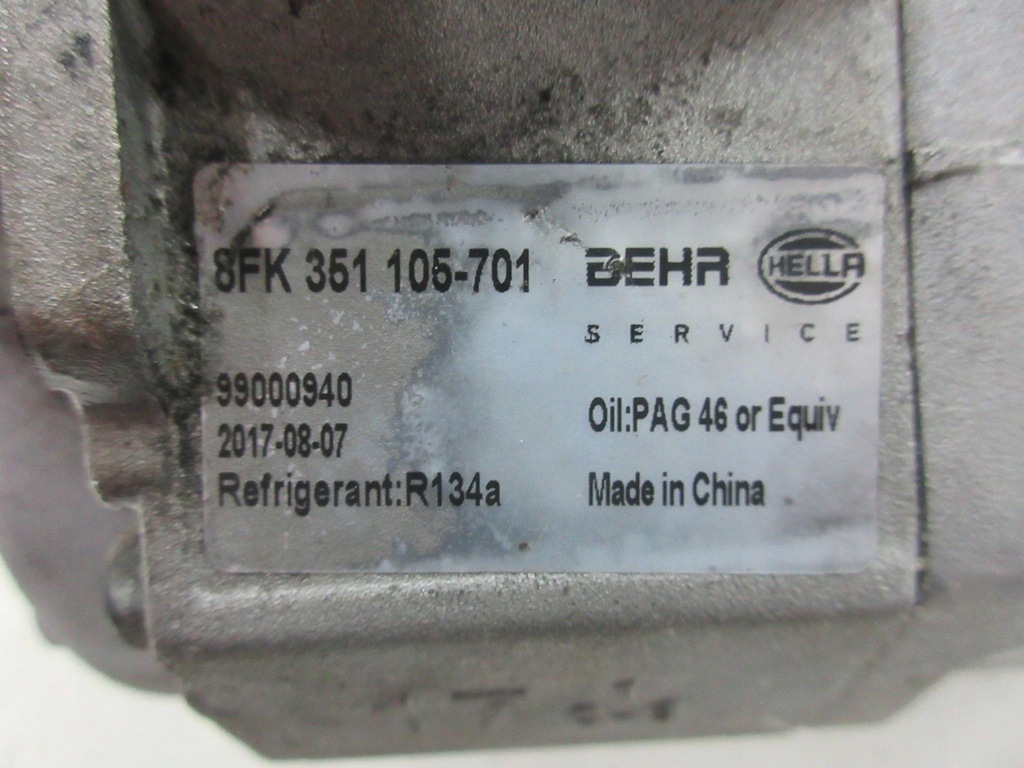 8FK 351 105-701
BEHR HELLA
SERVICE
99000940
2017-08-07
Oil:PAG 46 or Equiv
Refrigerant:R134a
Made in China